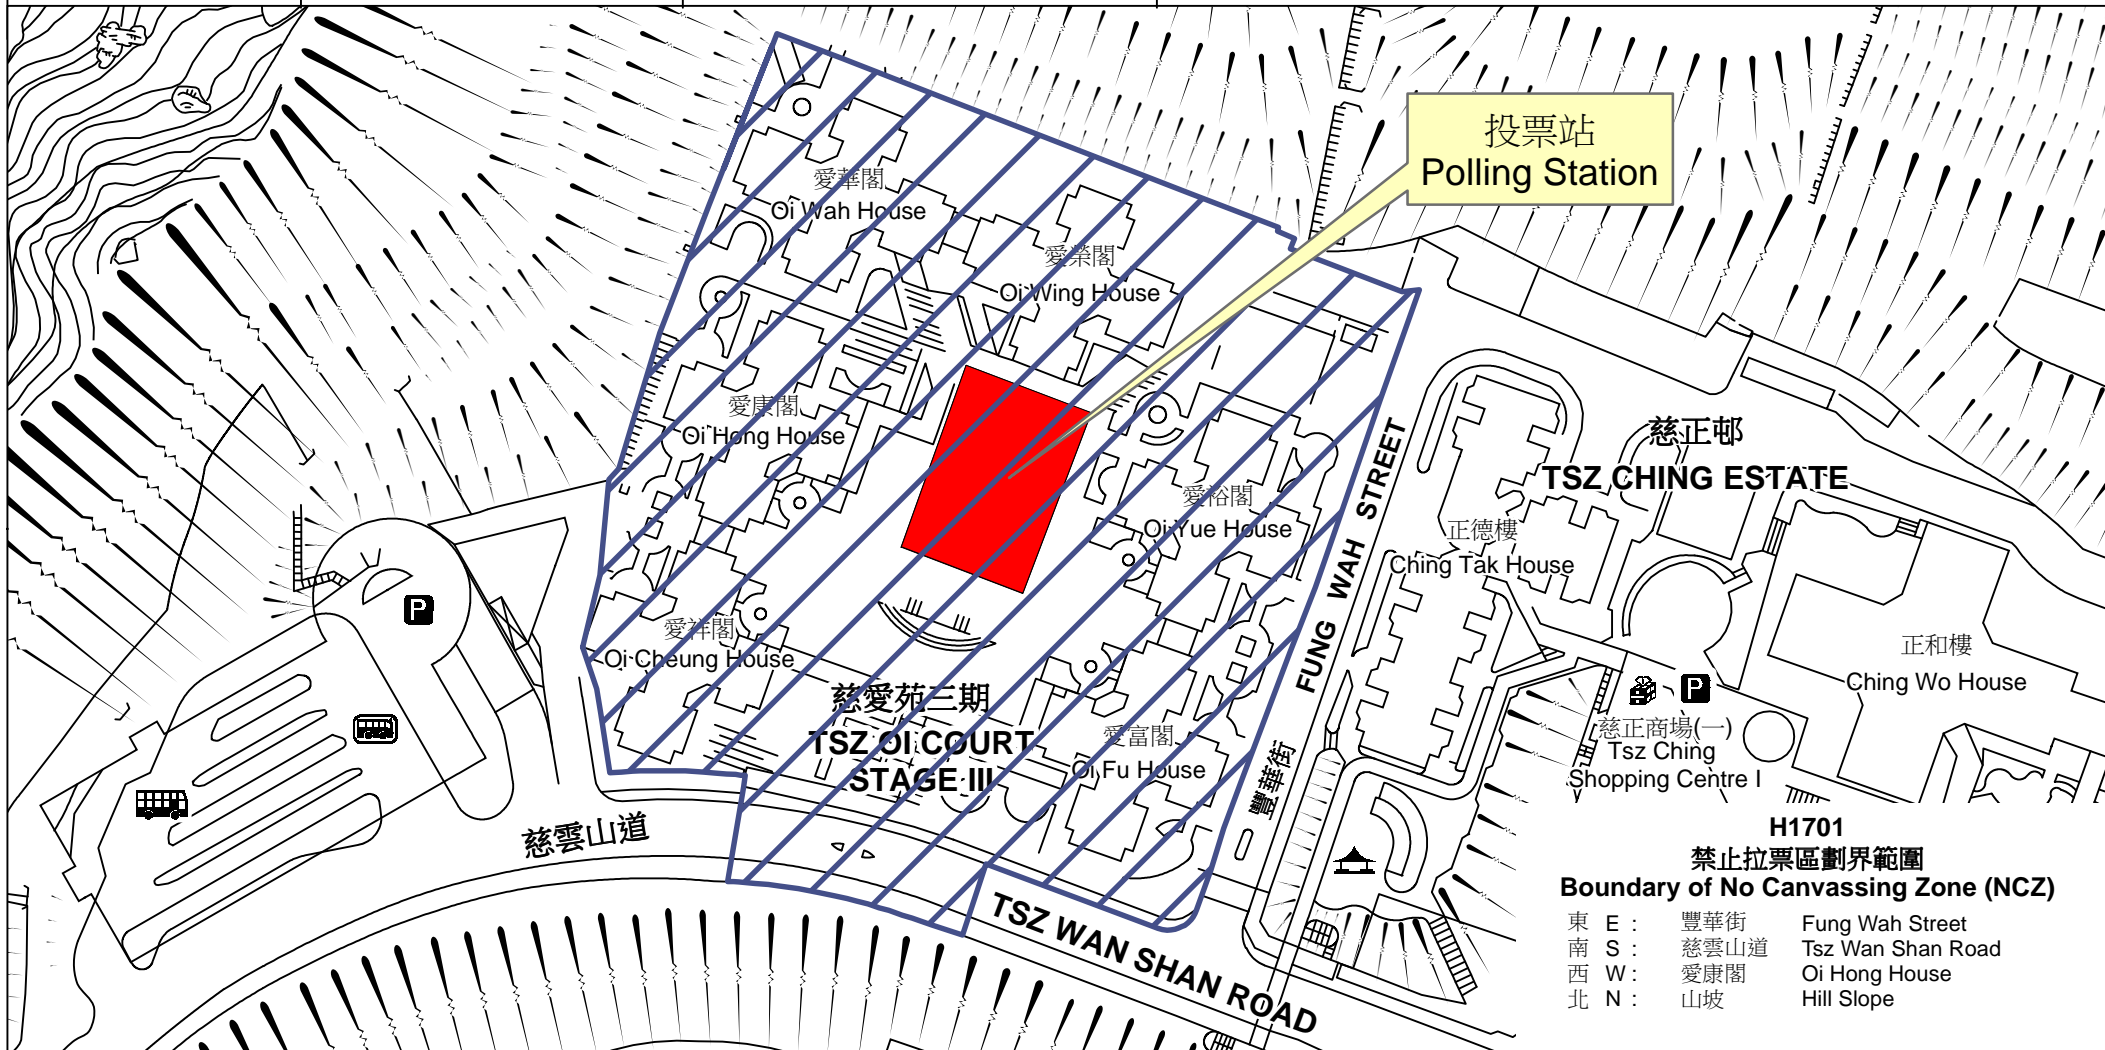 投票站
Polling Station
愛華閣
Oi Wah House
愛榮閣
Oi Wing House
愛康閣
Oi Hong House
愛裕閣
Oi Yue House
愛祥閣
Oi Cheung House
慈愛苑三期
TSZ OI COURT
STAGE III
愛富閣
Oi Fu House
FUNG WAH STREET
豐華街
慈正邨
TSZ CHING ESTATE
正德樓
Ching Tak House
正和樓
Ching Wo House
P
P
慈正商場(一)
Tsz Ching
Shopping Centre I
慈雲山道
TSZ WAN SHAN ROAD
H1701
禁止拉票區劃界範圍
Boundary of No Canvassing Zone (NCZ)
東 E : 豐華街 Fung Wah Street
南 S : 慈雲山道 Tsz Wan Shan Road
西 W : 愛康閣 Oi Hong House
北 N : 山坡 Hill Slope